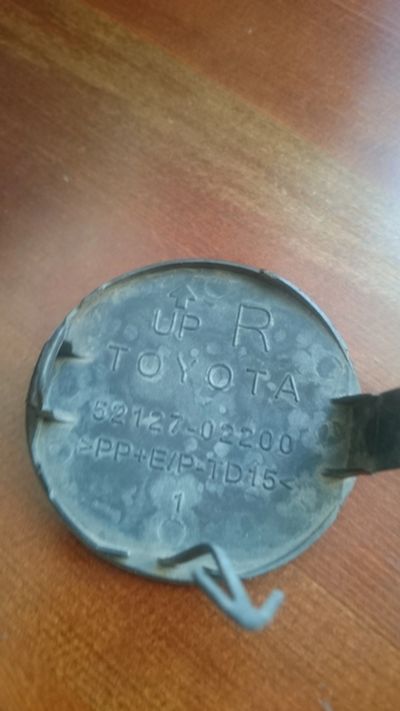 UP R
TOYOTA
52127-02200
>PP+E/P-TD15<
1